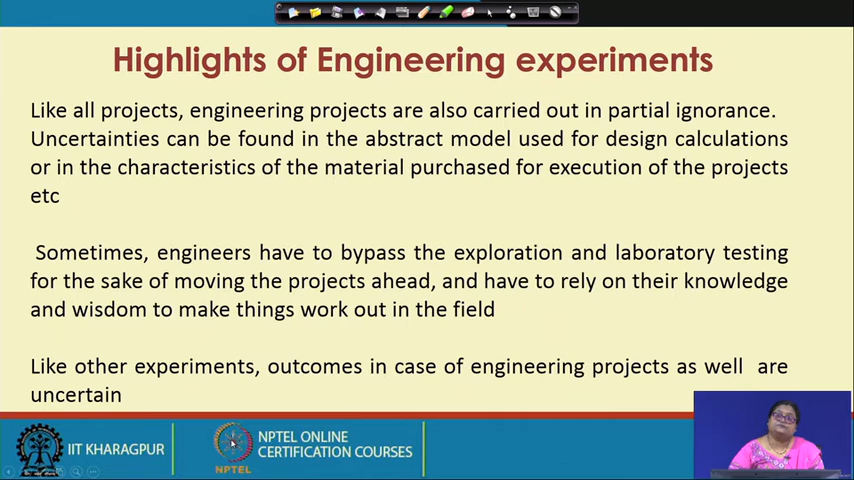 Highlights of Engineering experiments
Like all projects, engineering projects are also carried out in partial ignorance.
Uncertainties can be found in the abstract model used for design calculations
or in the characteristics of the material purchased for execution of the projects
etc
Sometimes, engineers have to bypass the exploration and laboratory testing
for the sake of moving the projects ahead, and have to rely on their knowledge
and wisdom to make things work out in the field
Like other experiments, outcomes in case of engineering projects as well are
uncertain
IIT KHARAGPUR
NPTEL
NPTEL ONLINE
CERTIFICATION COURSES